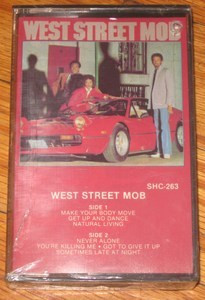 WEST STREET MOB
SHC-263
WEST STREET MOB
SIDE 1
MAKE YOUR BODY MOVE
GET UP AND DANCE
NATURAL LIVING
SIDE 2
NEVER ALONE
YOU'RE KILLING ME • GOT TO GIVE IT UP
SOMETIMES LATE AT NIGHT